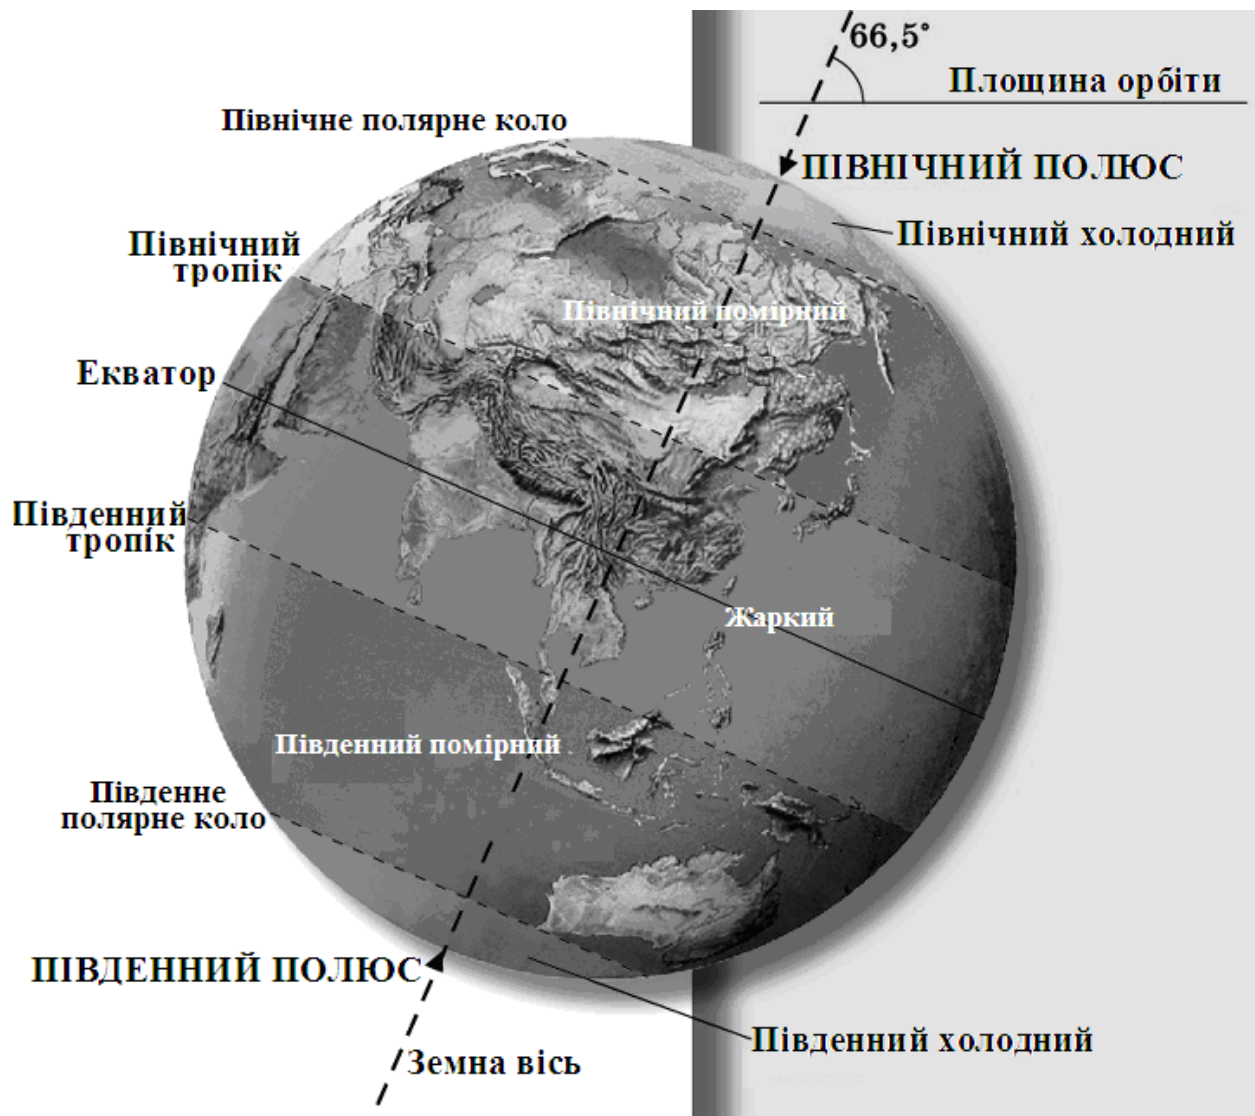 66,5°
Площина орбіти
Північне полярне коло
ПІВНІЧНИЙ ПОЛЮС
Північний холодний
Північний
тропік
Північний помірний
Екватор
Південний
тропік
Жаркий
Південний помірний
Південне
полярне коло
ПІВДЕННИЙ ПОЛЮС
Південний холодний
Земна вісь